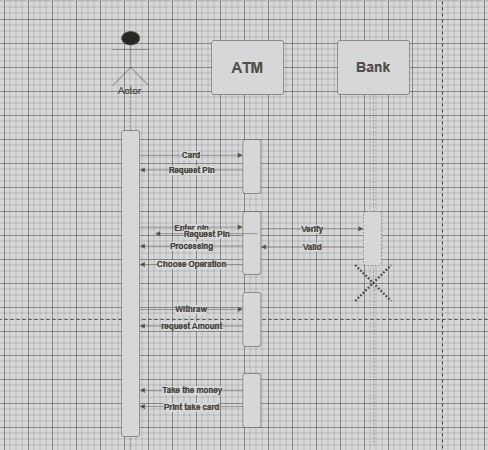 ATM
Bank
Actor
Card
Request Pin
Enter pin
Request Pin
Verify
Processing
Valid
Choose Operation
Withraw
request Amount
Take the money
Print take card